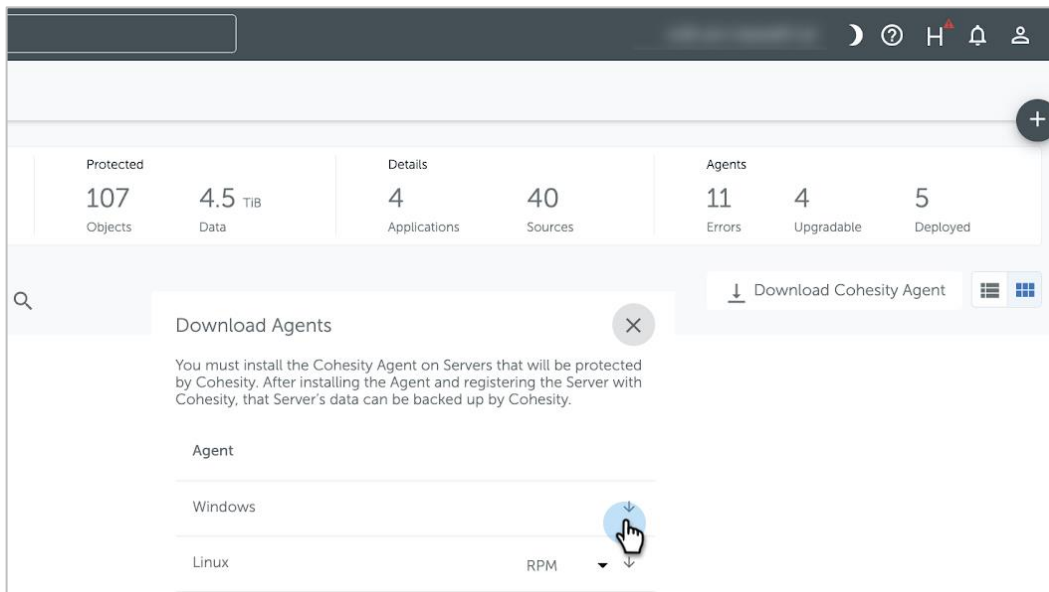 H
Protected
Details
Agents
107 4.5 TiB 4 40 11 4 5
Objects Data Applications Sources Errors Upgradable Deployed
Download Cohesity Agent
Download Agents
You must install the Cohesity Agent on Servers that will be protected
by Cohesity. After installing the Agent and registering the Server with
Cohesity, that Server's data can be backed up by Cohesity.
Agent
Windows
Linux RPM